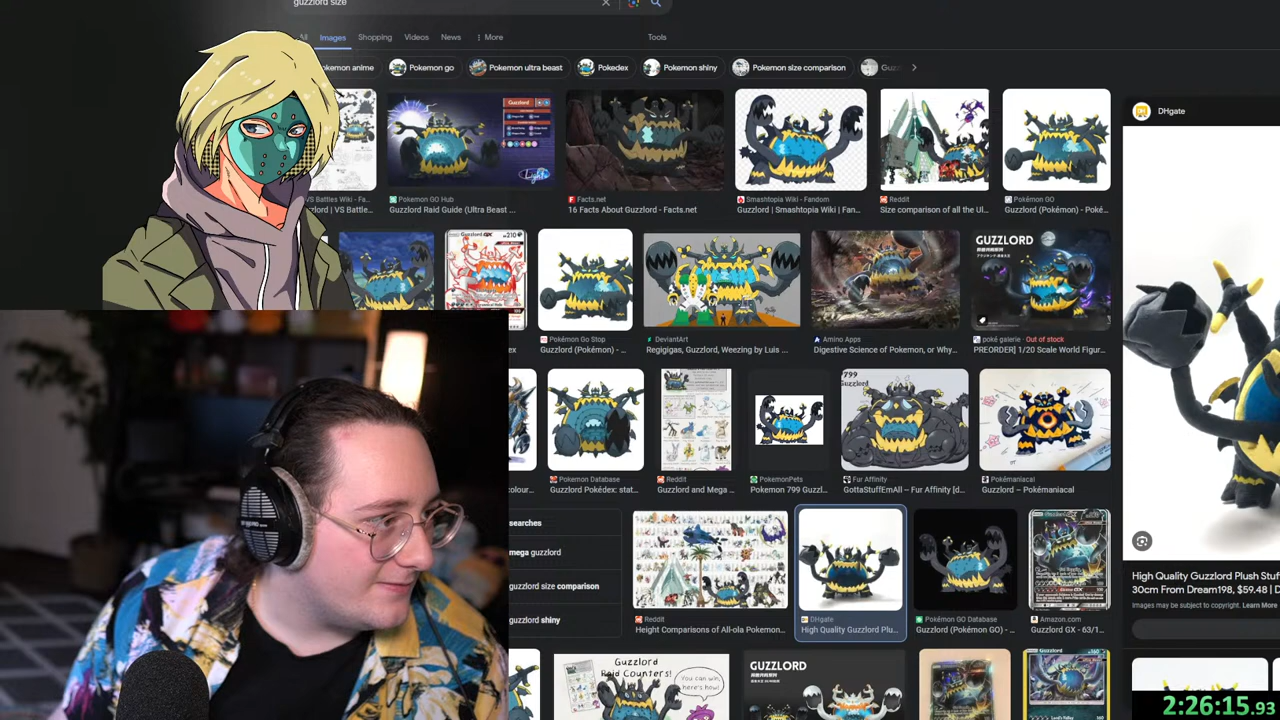 guzzlord size
All Images Shopping Videos News More Tools
Pokemon anime Pokemon go Pokemon ultra beast Pokedex Pokemon shiny Pokemon size comparison
DHgate
VS Battles Wiki - Fa... Pokemon GO Hub Facts.net Smashtopia Wiki - Fandom Reddit Pokémon GO
Guzzlord | VS Battle... Guzzlord Raid Guide (Ultra Beast ... 16 Facts About Guzzlord - Facts.net Guzzlord | Smashtopia Wiki | Fan... Size comparison of all the Ul... Guzzlord (Pokémon) - Poké...
GUZZLORD
Pokémon Go Stop DeviantArt Amino Apps poké galerie · Out of stock
Guzzlord (Pokémon) - ... Regigigas, Guzzlord, Weezing by Luis ... Digestive Science of Pokemon, or Why... PREORDER] 1/20 Scale World Figur...
799
Guzzlord
Pokemon Database Reddit PokemonPets Fur Affinity Pokémaniacal
colour... Guzzlord Pokédex: stat... Guzzlord and Mega ... Pokemon 799 Guzzl... GottaStuffEmAll – Fur Affinity [d... Guzzlord – Pokémaniacal
searches
mega guzzlord
guzzlord size comparison
guzzlord shiny
Reddit DHgate Pokémon GO Database Amazon.com
Height Comparisons of All-ola Pokemon... High Quality Guzzlord Plu... Guzzlord (Pokémon GO) - ... Guzzlord GX - 63/1...
High Quality Guzzlord Plush Stuf
30cm From Dream198, $59.48 | D
Images may be subject to copyright. Learn More
Guzzlord
Raid Counters!
You can win,
here's how!
GUZZLORD
2:26:15.93